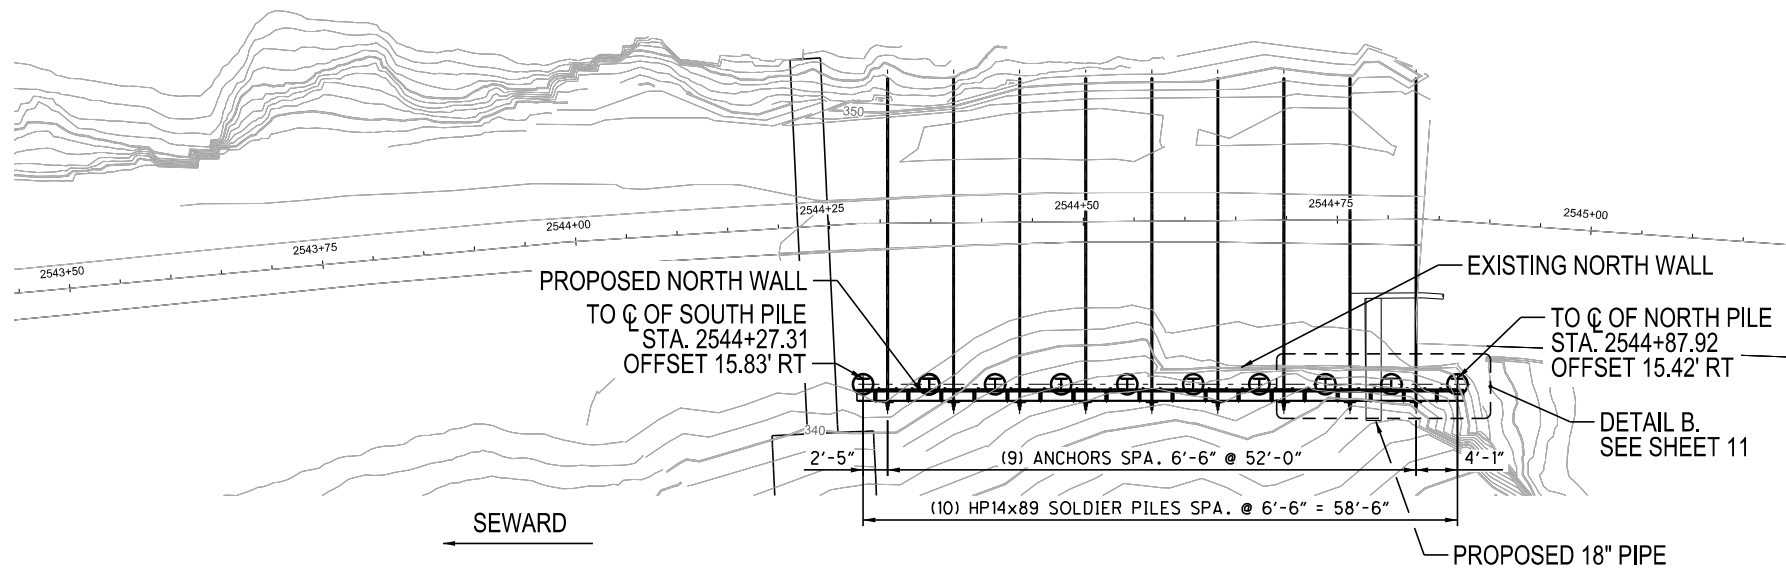 350
2543+50
2543+75
2544+00
2544+25
2544+50
2544+75
2545+00
PROPOSED NORTH WALL
EXISTING NORTH WALL
TO ℄ OF SOUTH PILE
STA. 2544+27.31
OFFSET 15.83' RT
TO ℄ OF NORTH PILE
STA. 2544+87.92
OFFSET 15.42' RT
DETAIL B.
SEE SHEET 11
340
2'-5"
(9) ANCHORS SPA. 6'-6" @ 52'-0"
4'-1"
(10) HP14x89 SOLDIER PILES SPA. @ 6'-6" = 58'-6"
SEWARD
PROPOSED 18" PIPE